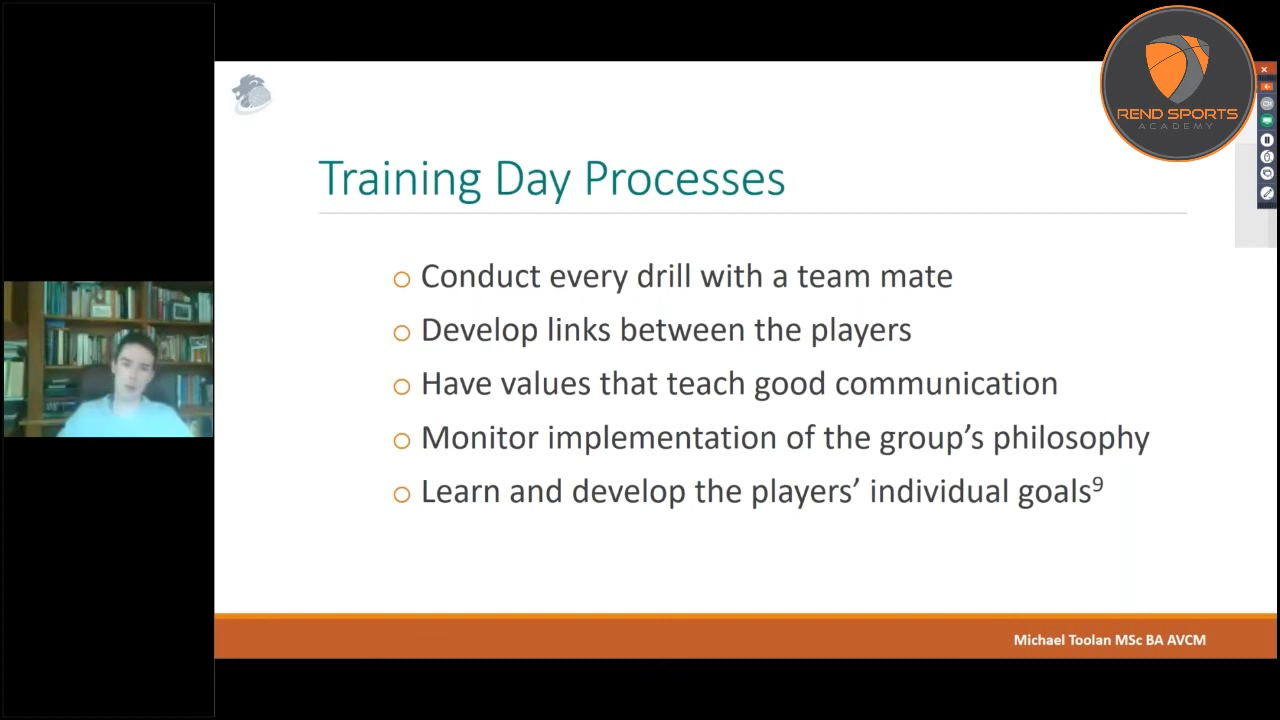 REND SPORTS
ACADEMY
Training Day Processes
Conduct every drill with a team mate
Develop links between the players
Have values that teach good communication
Monitor implementation of the group’s philosophy
Learn and develop the players’ individual goals⁹
Michael Toolan MSc BA AVCM